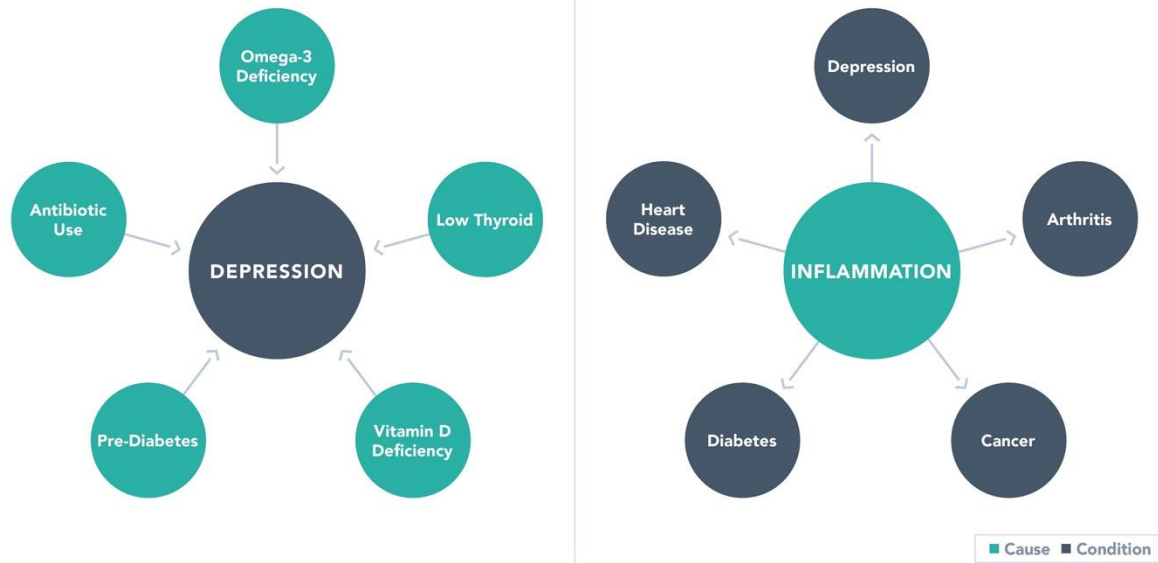 Omega-3
Deficiency
Antibiotic
Use
Low Thyroid
DEPRESSION
Pre-Diabetes
Vitamin D
Deficiency
Depression
Heart
Disease
Arthritis
INFLAMMATION
Diabetes
Cancer
Cause
Condition